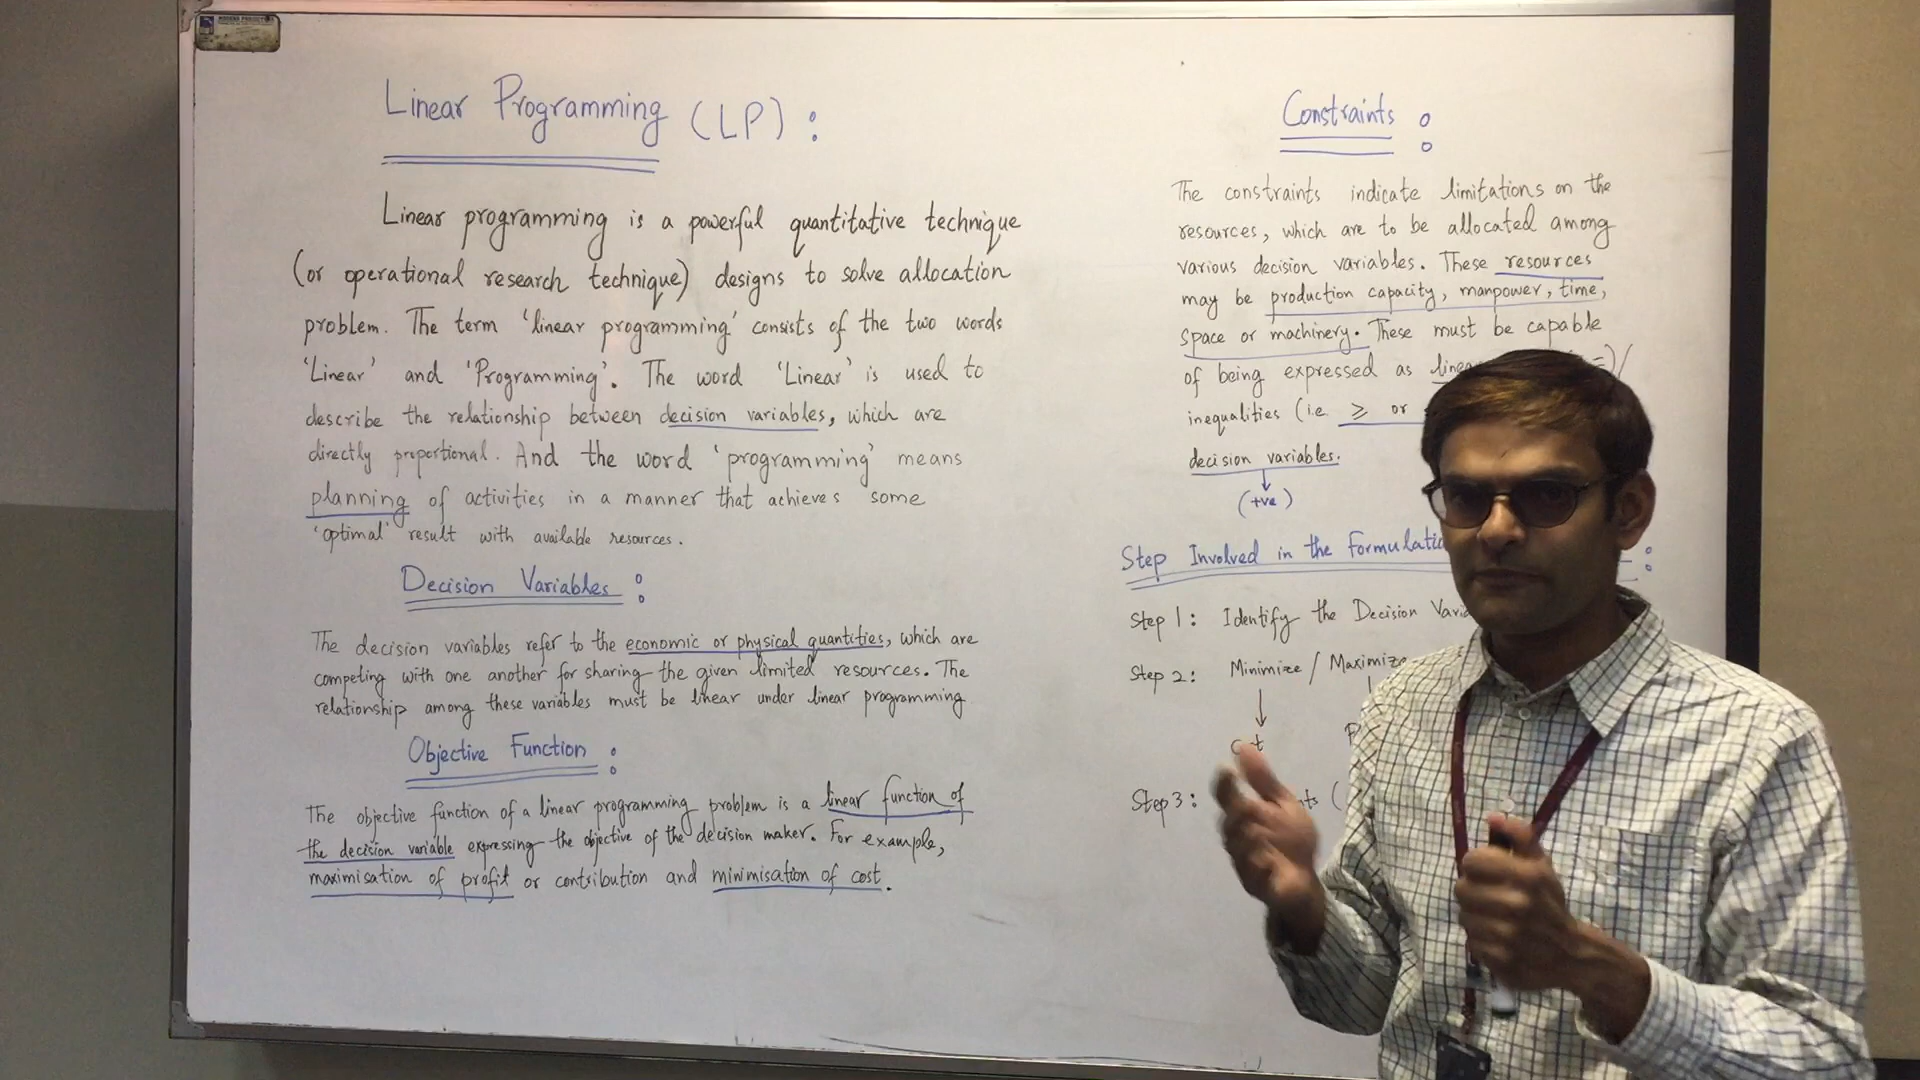 Linear Programming (LP) :
Linear programming is a powerful quantitative technique
(or operational research technique) designs to solve allocation
problem. The term 'linear programming' consists of the two words
'Linear' and 'Programming'. The word 'Linear' is used to
describe the relationship between decision variables, which are
directly proportional. And the word 'programming' means
planning of activities in a manner that achieves some
'optimal' result with available resources.
Decision Variables :
The decision variables refer to the economic or physical quantities, which are
competing with one another for sharing the given limited resources. The
relationship among these variables must be linear under linear programming
Objective Function :
The objective function of a linear programming problem is a linear function of
the decision variable expressing the objective of the decision maker. For example,
maximisation of profit or contribution and minimisation of cost.
Constraints :
The constraints indicate limitations on the
resources, which are to be allocated among
various decision variables. These resources
may be production capacity, manpower, time,
space or machinery. These must be capable
of being expressed as
inequalities (i.e ≥ or
decision variables.
(+ve)
Step Involved in the
Step 1: Identify the Decision
Step 2: Minimize / Maximize
Step 3: